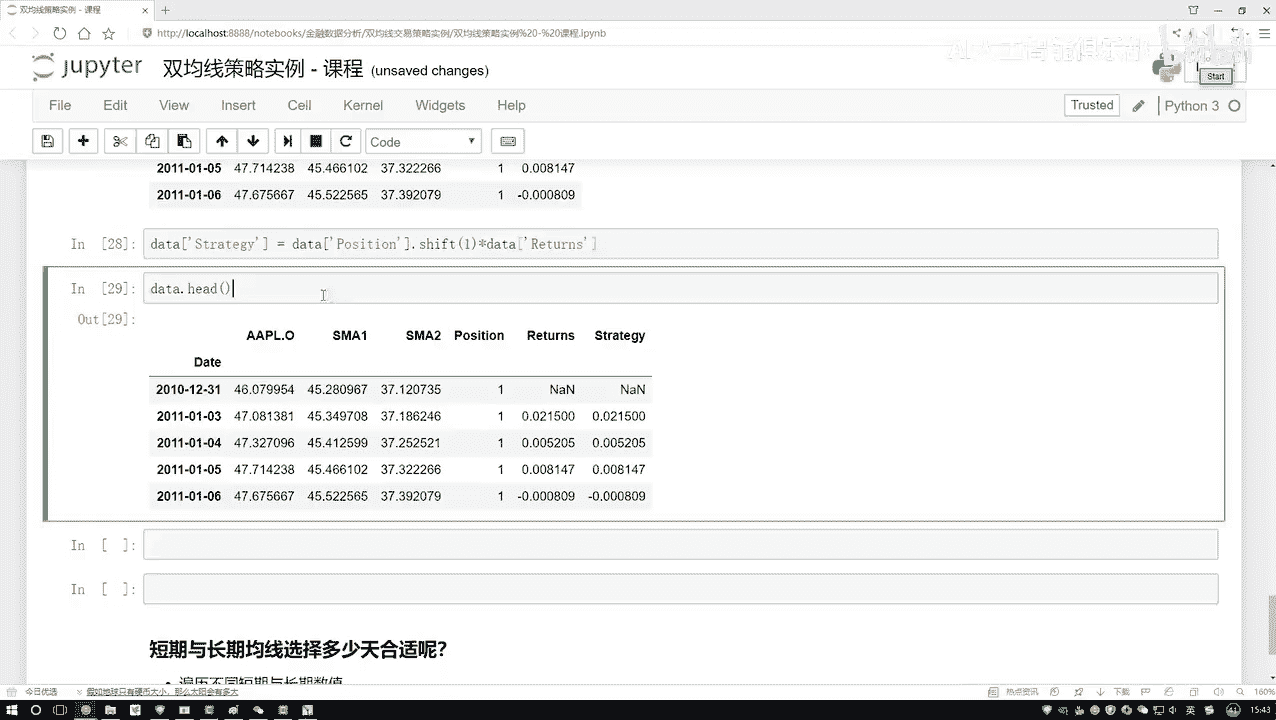 双均线策略实例 - 课程
http://localhost:8888/notebooks/金融数据分析/双均线交易策略实例/双均线策略实例%20-%20课程.ipynb
jupyter 双均线策略实例 - 课程 (unsaved changes)
Start
File Edit View Insert Cell Kernel Widgets Help
Trusted Python 3
Code
2011-01-05 47.714238 45.466102 37.322266 1 0.008147
2011-01-06 47.675667 45.522565 37.392079 1 -0.000809
In [28]: data['Strategy'] = data['Position'].shift(1)*data['Returns']
In [29]: data.head()
Out[29]:
AAPL.O SMA1 SMA2 Position Returns Strategy
Date
2010-12-31 46.079954 45.280967 37.120735 1 NaN NaN
2011-01-03 47.081381 45.349708 37.186246 1 0.021500 0.021500
2011-01-04 47.327096 45.412599 37.252521 1 0.005205 0.005205
2011-01-05 47.714238 45.466102 37.322266 1 0.008147 0.008147
2011-01-06 47.675667 45.522565 37.392079 1 -0.000809 -0.000809
In [ ]:
In [ ]:
短期与长期均线选择多少天合适呢?
遍历不同短期与长期数值
今日优选 假如地球只有硬币大小，那么太阳会有多大 热点资讯 下载 160%
英 15:43